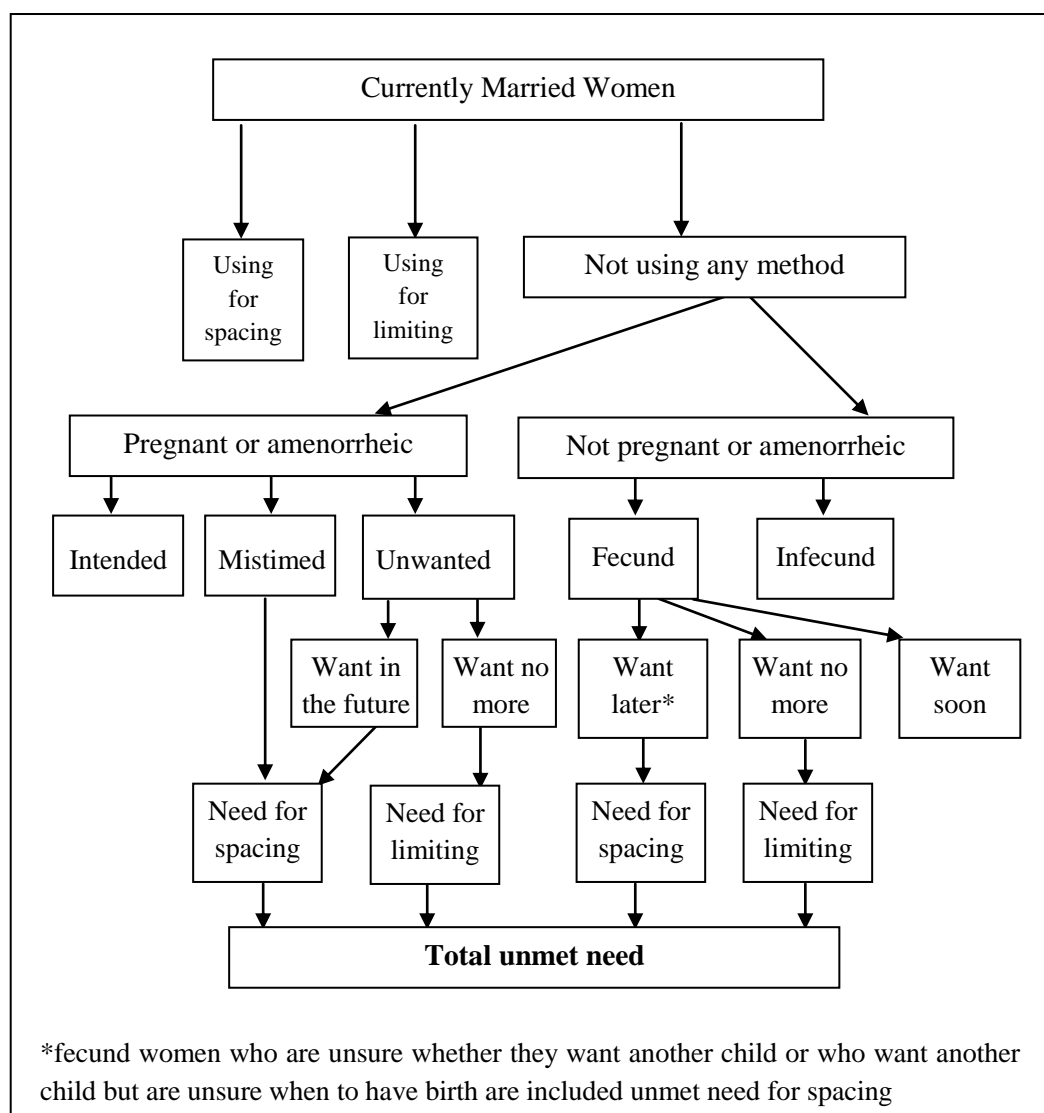 Currently Married Women
Using
for
spacing
Using
for
limiting
Not using any method
Pregnant or amenorrheic
Not pregnant or amenorrheic
Intended
Mistimed
Unwanted
Fecund
Infecund
Want in
the future
Want no
more
Want
later*
Want no
more
Want
soon
Need for
spacing
Need for
limiting
Need for
spacing
Need for
limiting
Total unmet need
*fecund women who are unsure whether they want another child or who want another
child but are unsure when to have birth are included unmet need for spacing